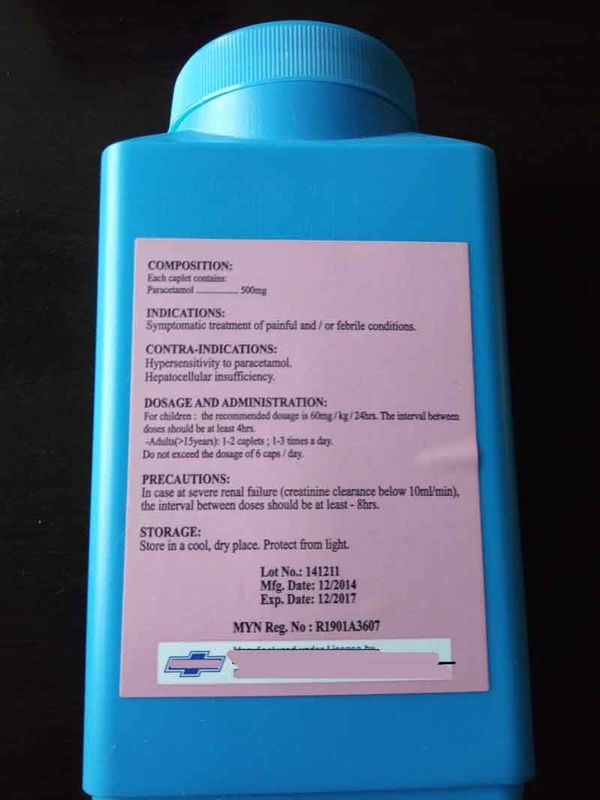 COMPOSITION:
Each caplet contains:
Paracetamol .................. 500mg
INDICATIONS:
Symptomatic treatment of painful and / or febrile conditions.
CONTRA-INDICATIONS:
Hypersensitivity to paracetamol.
Hepatocellular insufficiency.
DOSAGE AND ADMINISTRATION:
For children : the recommended dosage is 60mg / kg / 24hrs. The interval between
doses should be at least 4hrs.
-Adults(>15years): 1-2 caplets ; 1-3 times a day.
Do not exceed the dosage of 6 caps / day.
PRECAUTIONS:
In case at severe renal failure (creatinine clearance below 10ml/min),
the interval between doses should be at least - 8hrs.
STORAGE:
Store in a cool, dry place. Protect from light.
Lot No.: 141211
Mfg. Date: 12/2014
Exp. Date: 12/2017
MYN Reg. No : R1901A3607